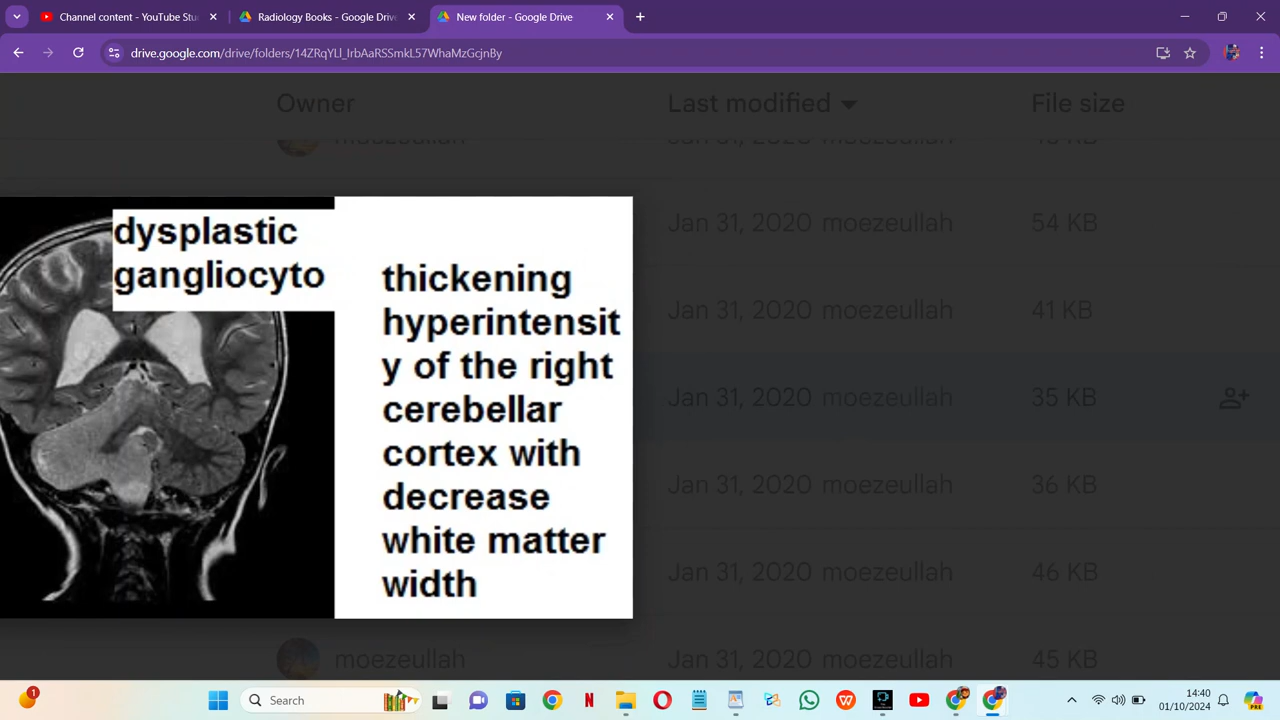 Channel content - YouTube Stu
Radiology Books - Google Drive
New folder - Google Drive
drive.google.com/drive/folders/14ZRqYLl_IrbAaRSSmkL57WhaMzGcjnBy
Owner
Last modified
File size
dysplastic
gangliocyto
thickening
hyperintensit
y of the right
cerebellar
cortex with
decrease
white matter
width
Jan 31, 2020 moezeullah
54 KB
Jan 31, 2020 moezeullah
41 KB
Jan 31, 2020 moezeullah
35 KB
Jan 31, 2020 moezeullah
36 KB
Jan 31, 2020 moezeullah
46 KB
moezeullah
Jan 31, 2020 moezeullah
45 KB
1
Search
14:40
01/10/2024
PRE